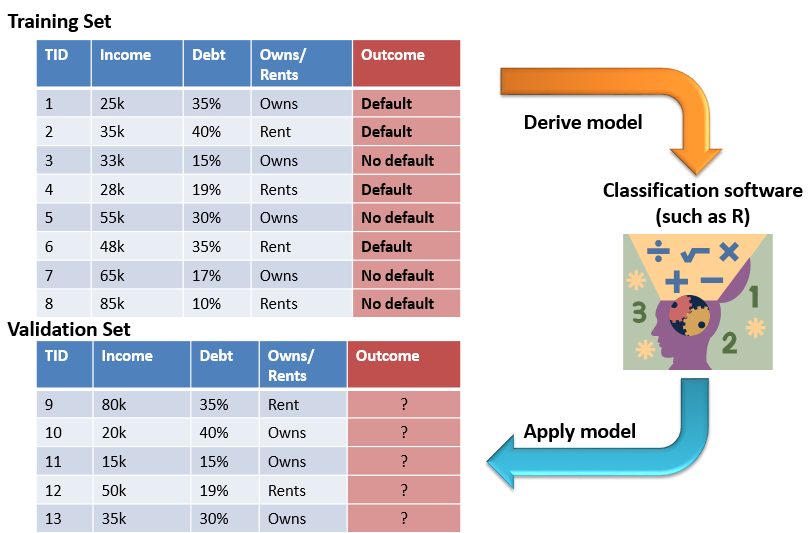 Training Set
TID Income Debt Owns/ Rents Outcome
1 25k 35% Owns Default
2 35k 40% Rent Default
3 33k 15% Owns No default
4 28k 19% Rents Default
5 55k 30% Owns No default
6 48k 35% Rent Default
7 65k 17% Owns No default
8 85k 10% Rents No default
Validation Set
TID Income Debt Owns/ Rents Outcome
9 80k 35% Rent ?
10 20k 40% Owns ?
11 15k 15% Owns ?
12 50k 19% Rents ?
13 35k 30% Owns ?
Derive model
Classification software
(such as R)
÷ √ ×
+ −
3 1
2
Apply model